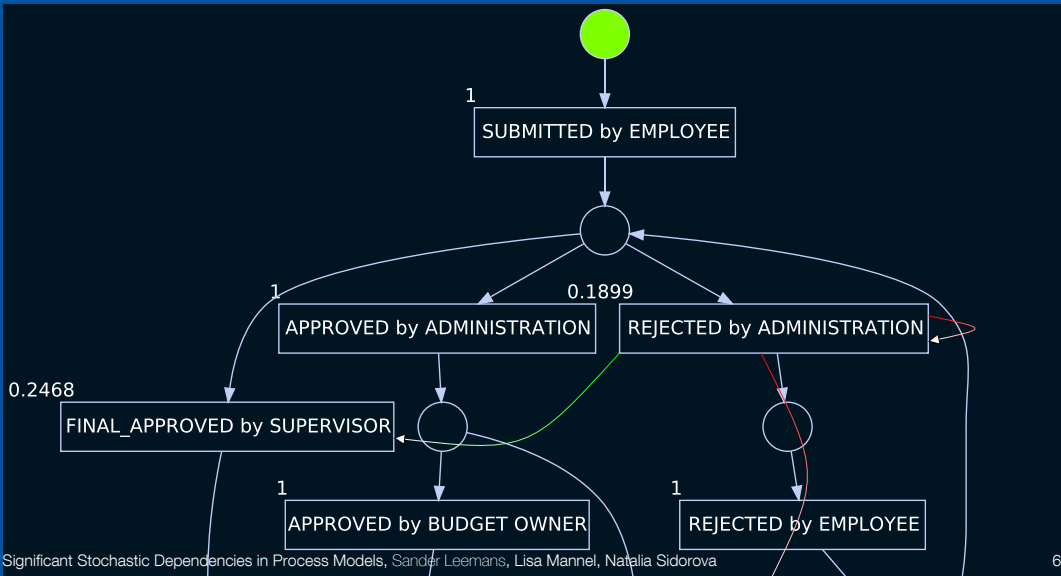 1
SUBMITTED by EMPLOYEE
1
0.1899
APPROVED by ADMINISTRATION
REJECTED by ADMINISTRATION
0.2468
FINAL_APPROVED by SUPERVISOR
1
1
APPROVED by BUDGET OWNER
REJECTED by EMPLOYEE
Significant Stochastic Dependencies in Process Models, Sander Leemans, Lisa Mannel, Natalia Sidorova
6